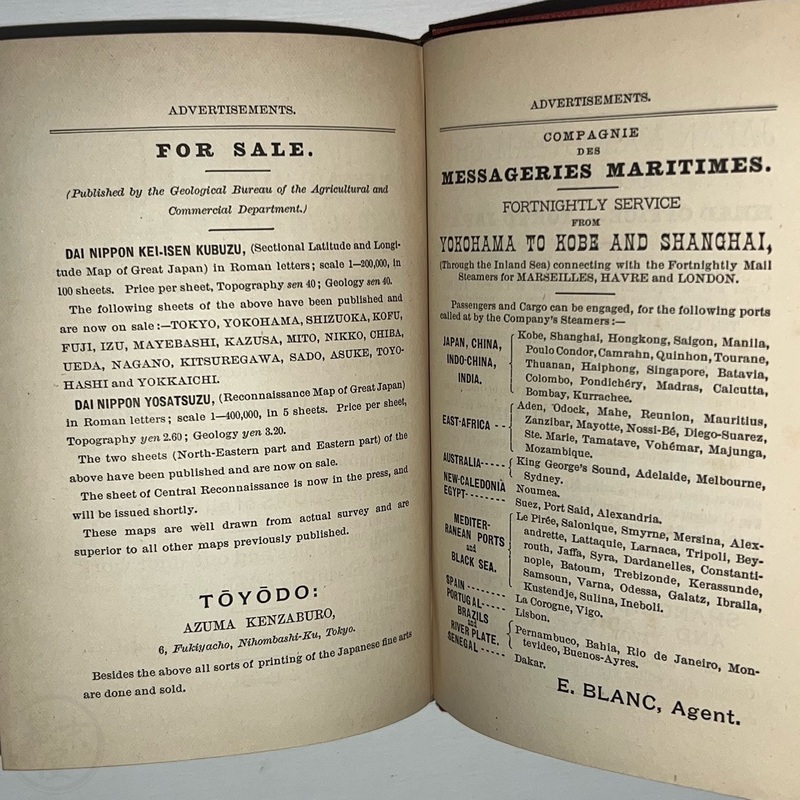 ADVERTISEMENTS.
FOR SALE.
(Published by the Geological Bureau of the Agricultural and
Commercial Department.)
DAI NIPPON KEI-ISEN KUBUZU, (Sectional Latitude and Longi-
tude Map of Great Japan) in Roman letters; scale 1—200,000, in
100 sheets. Price per sheet, Topography sen 40; Geology sen 40.
The following sheets of the above have been published and
are now on sale:—TOKYO, YOKOHAMA, SHIZUOKA, KOFU,
FUJI, IZU, MAYEBASHI, KAZUSA, MITO, NIKKO, CHIBA,
UEDA, NAGANO, KITSUREGAWA, SADO, ASUKE, TOYO-
HASHI and YOKKAICHI.
DAI NIPPON YOSATSUZU, (Reconnaissance Map of Great Japan)
in Roman letters; scale 1—400,000, in 5 sheets. Price per sheet,
Topography yen 2.60; Geology yen 3.20.
The two sheets (North-Eastern part and Eastern part) of the
above have been published and are now on sale.
The sheet of Central Reconnaissance is now in the press, and
will be issued shortly.
These maps are well drawn from actual survey and are
superior to all other maps previously published.
TŌYŌDO:
AZUMA KENZABURO,
6, Fukiyacho, Nihombashi-Ku, Tokyo.
Besides the above all sorts of printing of the Japanese fine arts
are done and sold.
ADVERTISEMENTS.
COMPAGNIE
DES
MESSAGERIES MARITIMES.
FORTNIGHTLY SERVICE
FROM
YOKOHAMA TO KOBE AND SHANGHAI,
(Through the Inland Sea) connecting with the Fortnightly Mail
Steamers for MARSEILLES, HAVRE and LONDON.
Passengers and Cargo can be engaged, for the following ports
called at by the Company's Steamers:—
JAPAN, CHINA, INDO-CHINA, INDIA. Kobe, Shanghai, Hongkong, Saigon, Manila,
Poulo Condor, Camrahn, Quinhon, Tourane,
Thuanan, Haiphong, Singapore, Batavia,
Colombo, Pondichéry, Madras, Calcutta,
Bombay, Kurrachee.
EAST-AFRICA -- Aden, Odock, Mahe, Reunion, Mauritius,
Zanzibar, Mayotte, Nossi-Bé, Diego-Suarez,
Ste. Marie, Tamatave, Vohémar, Majunga,
Mozambique.
AUSTRALIA----- King George's Sound, Adelaide, Melbourne,
Sydney.
NEW-CALEDONIA Noumea.
EGYPT-------- Suez, Port Said, Alexandria.
MEDITER-RANEAN PORTS and BLACK SEA. Le Pirée, Salonique, Smyrne, Mersina, Alex-
andrette, Lattaquie, Larnaca, Tripoli, Bey-
routh, Jaffa, Syra, Dardanelles, Constanti-
nople, Batoum, Trebizonde, Kerassunde,
Samsoun, Varna, Odessa, Galatz, Ibraila,
Kustendje, Sulina, Ineboli.
SPAIN -------- La Corogne, Vigo.
PORTUGAL----- Lisbon.
BRAZILS and RIVER PLATE. Pernambuco, Bahia, Rio de Janeiro, Mon-
tevideo, Buenos-Ayres.
SENEGAL ----- Dakar.
E. BLANC, Agent.